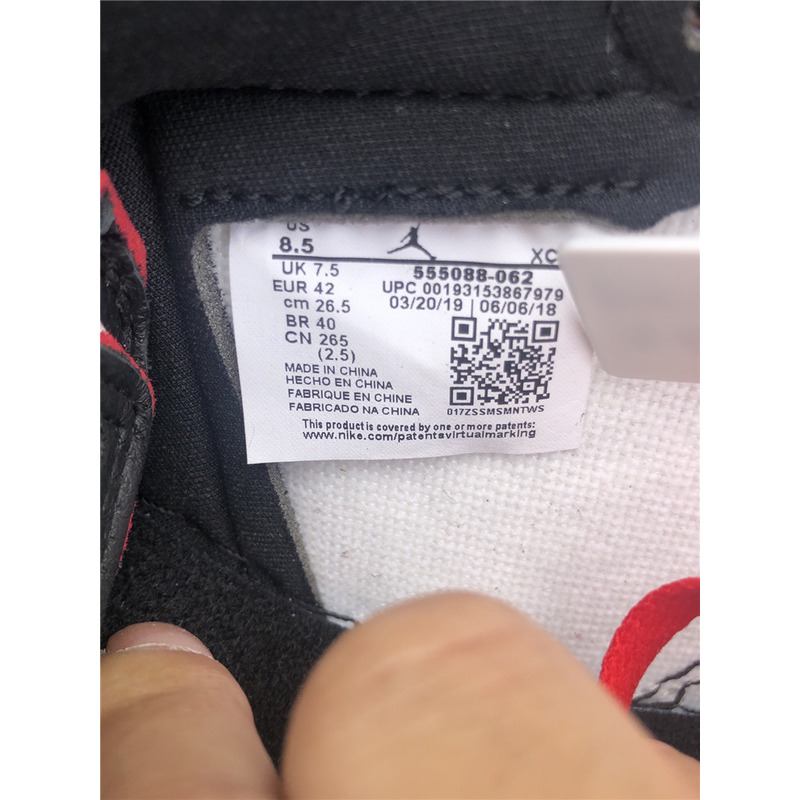 US
8.5
XC
UK 7.5
555088-062
EUR 42
UPC 00193153867979
cm 26.5
03/20/19 | 06/06/18
BR 40
CN 265
(2.5)
MADE IN CHINA
HECHO EN CHINA
FABRIQUE EN CHINE
FABRICADO NA CHINA
017ZSSMSMNTWS
This product is covered by one or more patents:
www.nike.com/patentsvirtualmarking